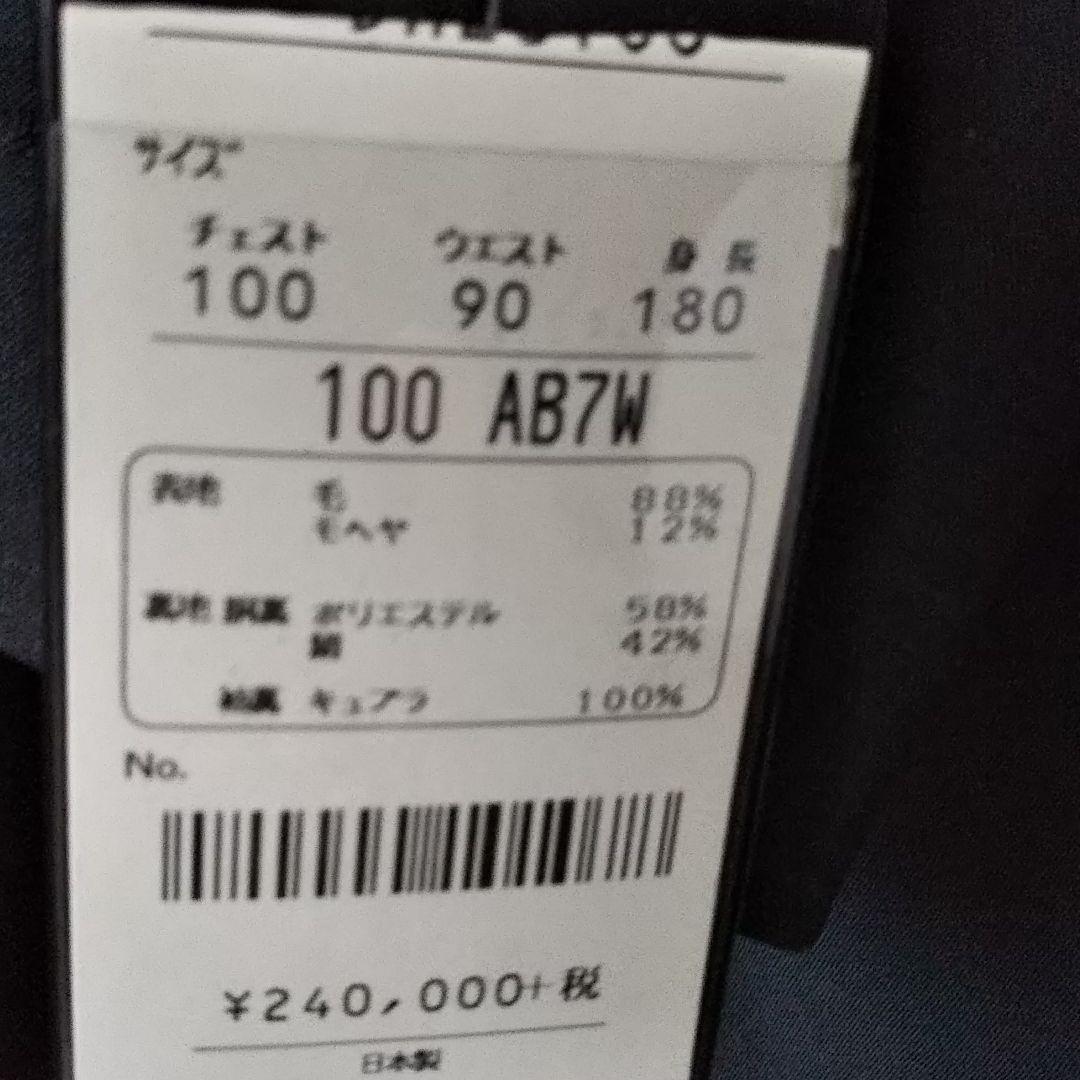 サイズ
チェスト ウエスト 身長
100 90 180
100 AB7W
表地 毛 88%
モヘヤ 12%
裏地 胴裏 ポリエステル 58%
絹 42%
袖裏 キュプラ 100%
No.
¥240,000+税
日本製